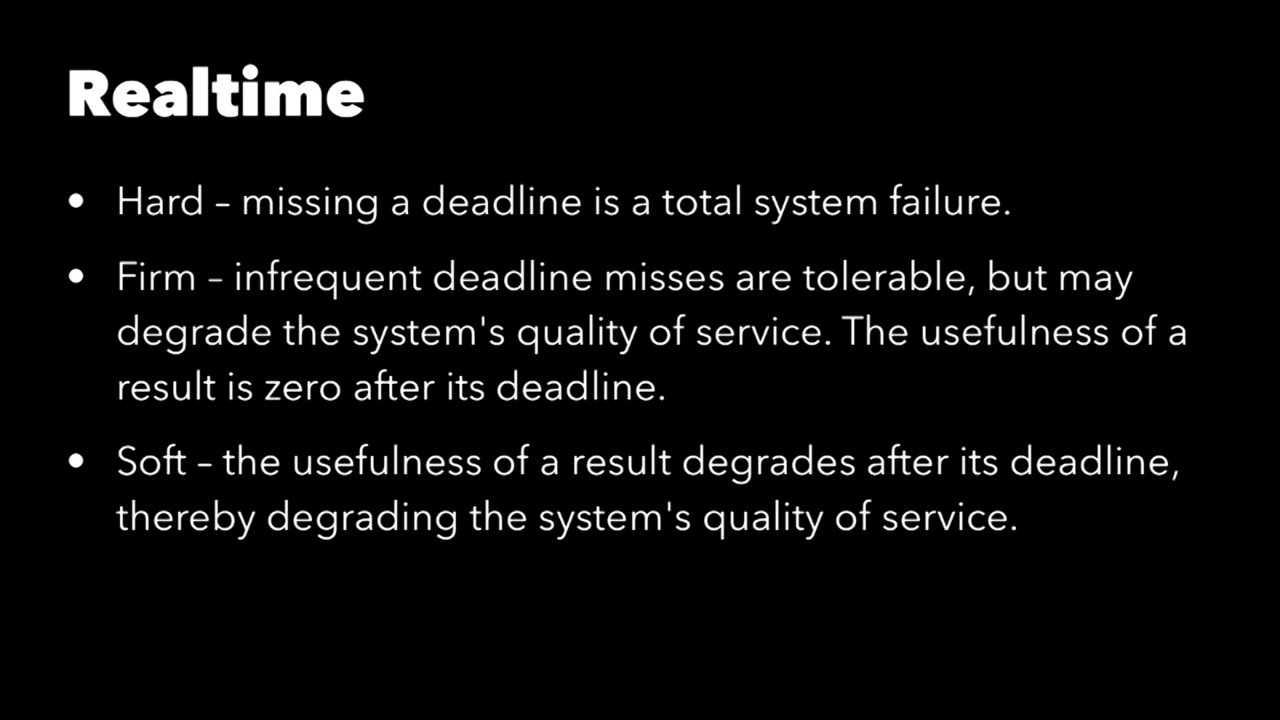 Realtime
• Hard – missing a deadline is a total system failure.
• Firm – infrequent deadline misses are tolerable, but may
degrade the system's quality of service. The usefulness of a
result is zero after its deadline.
• Soft – the usefulness of a result degrades after its deadline,
thereby degrading the system's quality of service.